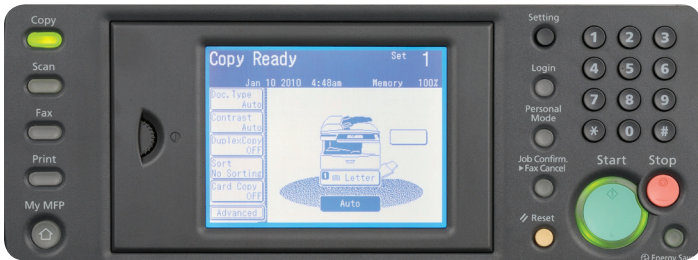 Copy
Scan
Fax
Print
My MFP
Copy Ready
Set 1
Jan 10 2010 4:48am Memory 100%
Doc.Type
Auto
Contrast
Auto
DuplexCopy
OFF
Sort
No Sorting
Card Copy
OFF
Advanced
1 Letter
Auto
Setting
Login
Personal
Mode
Job Confirm.
▶Fax Cancel
Reset
1 2 3
4 5 6
7 8 9
* 0 #
Start Stop
Energy